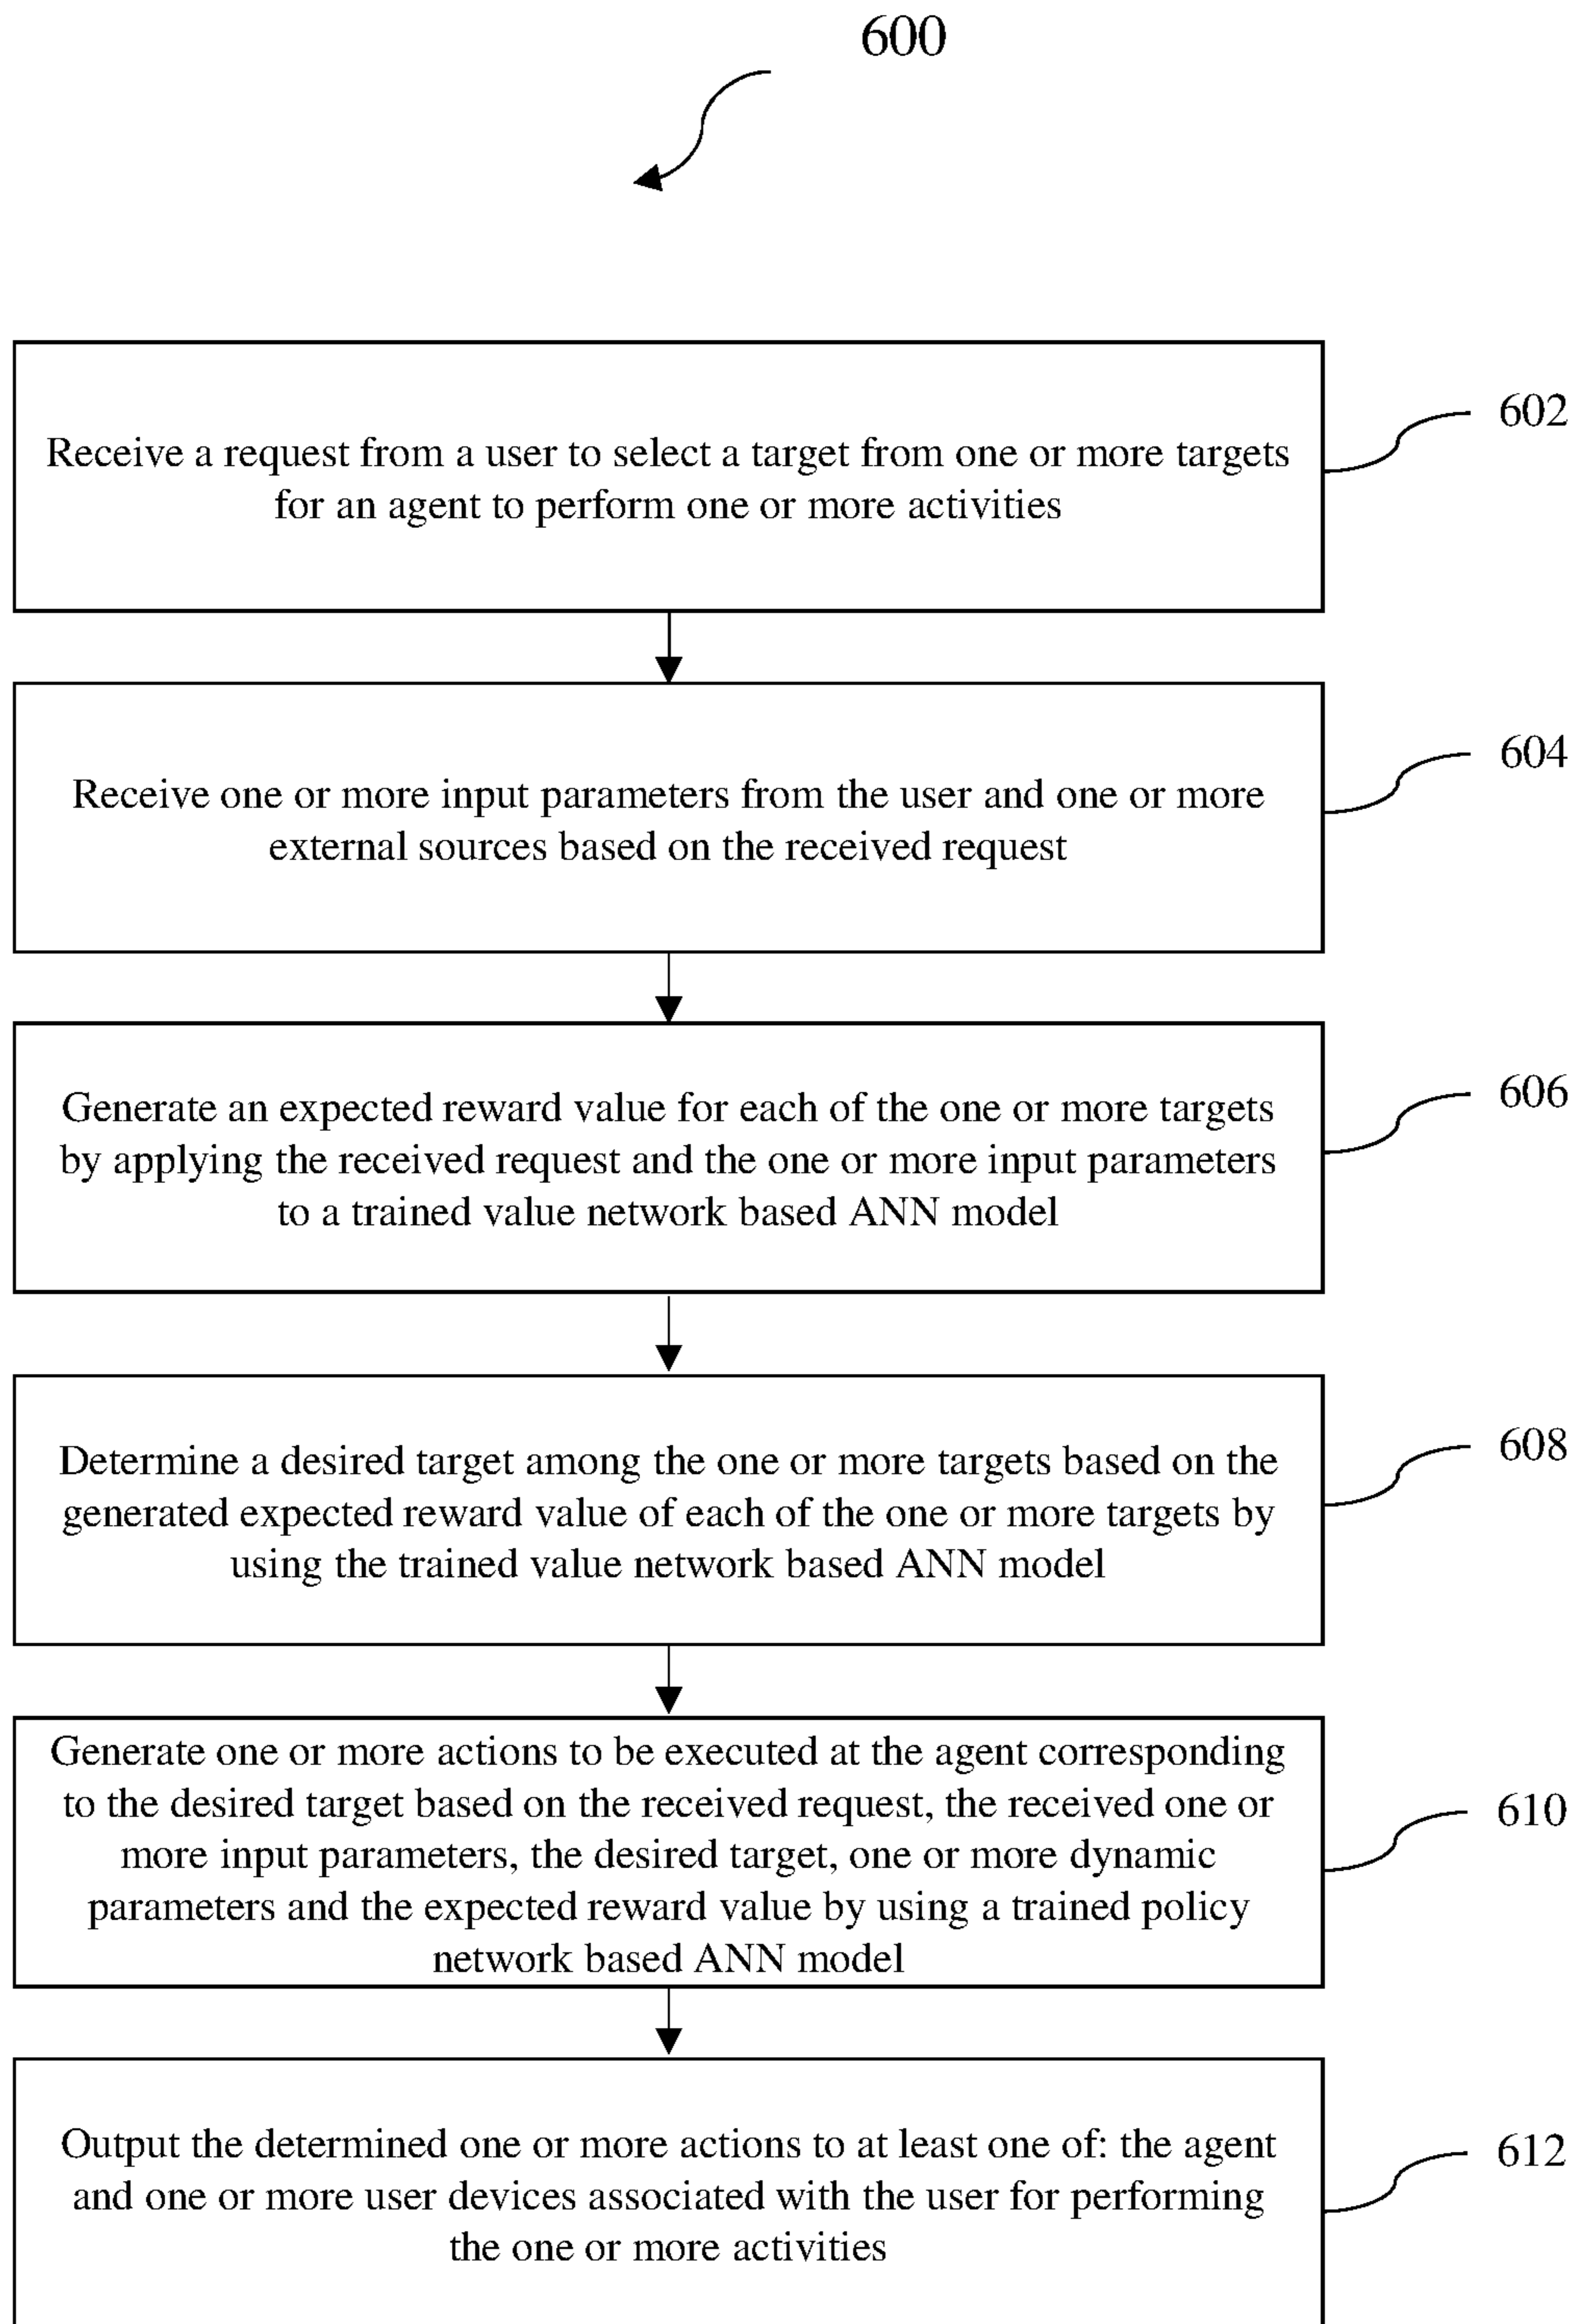 600
Receive a request from a user to select a target from one or more targets
for an agent to perform one or more activities
602
Receive one or more input parameters from the user and one or more
external sources based on the received request
604
Generate an expected reward value for each of the one or more targets
by applying the received request and the one or more input parameters
to a trained value network based ANN model
606
Determine a desired target among the one or more targets based on the
generated expected reward value of each of the one or more targets by
using the trained value network based ANN model
608
Generate one or more actions to be executed at the agent corresponding
to the desired target based on the received request, the received one or
more input parameters, the desired target, one or more dynamic
parameters and the expected reward value by using a trained policy
network based ANN model
610
Output the determined one or more actions to at least one of: the agent
and one or more user devices associated with the user for performing
the one or more activities
612